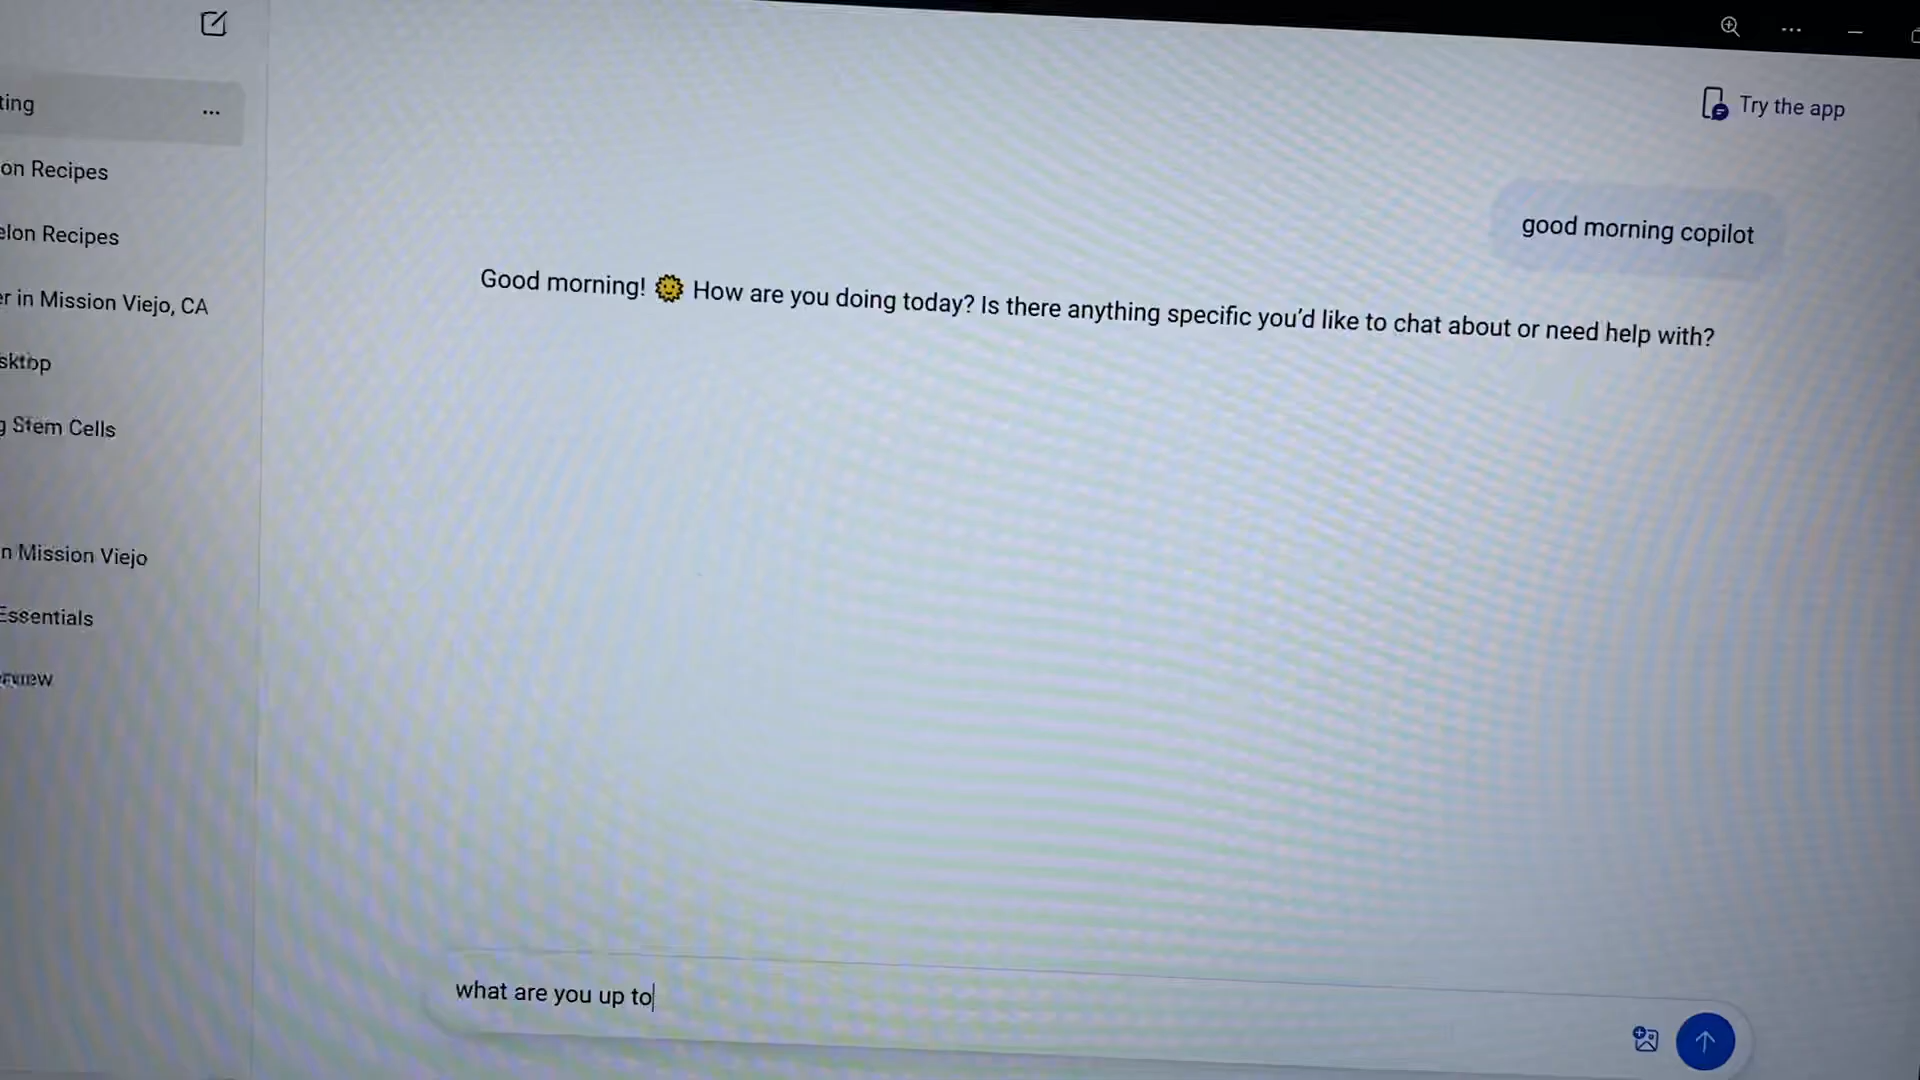 Try the app
good morning copilot
Good morning! 🌞 How are you doing today? Is there anything specific you'd like to chat about or need help with?
ting
on Recipes
elon Recipes
er in Mission Viejo, CA
sktop
g Stem Cells
n Mission Viejo
Essentials
what are you up to